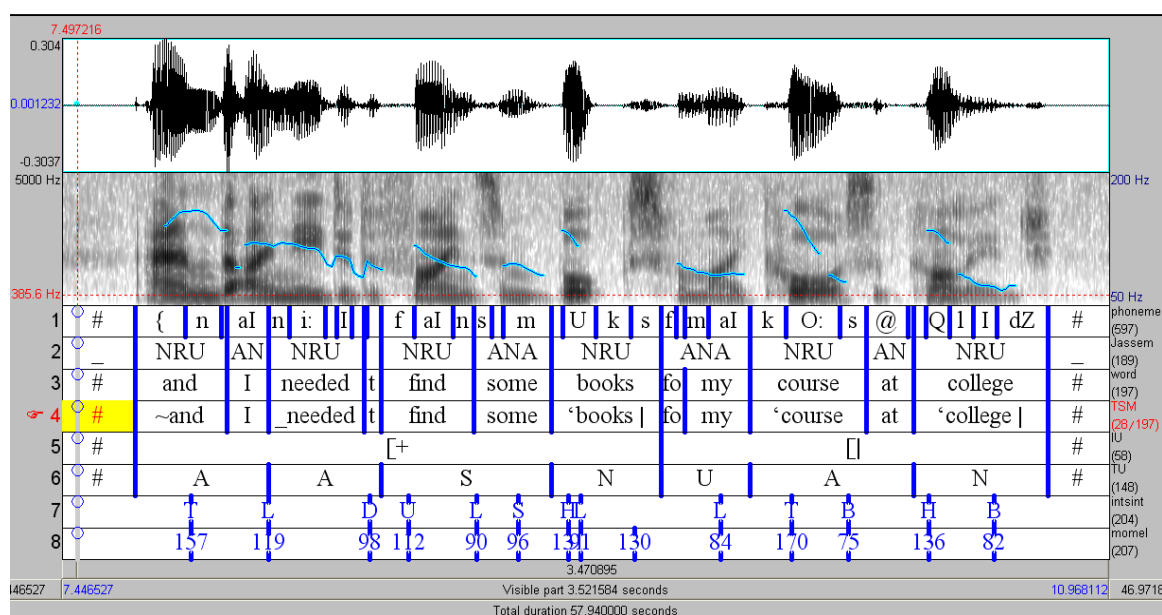 7.497216
0.304
0.001232
-0.3037
5000 Hz 200 Hz
385.6 Hz 50 Hz
1 # { n aI n i: I f aI n s m U k s f m aI k O: s @ Q l I dZ # phoneme (597)
2 _ NRU AN NRU NRU ANA NRU ANA NRU AN NRU _ Jassem (189)
3 # and I needed t find some books fo my course at college # word (197)
4 # ~and I _needed t find some ‘books | fo my ‘course at ‘college | # TSM (28/197)
5 # [+ [| # IU (58)
6 # A A S N U A N # TU (148)
7 T L D U L S H L L T B H B intsint (204)
8 157 119 98 112 90 96 91 130 84 170 75 136 82 momel (207)
3.470895
446527 7.446527 Visible part 3.521584 seconds 10.968112 46.9718
Total duration 57.940000 seconds